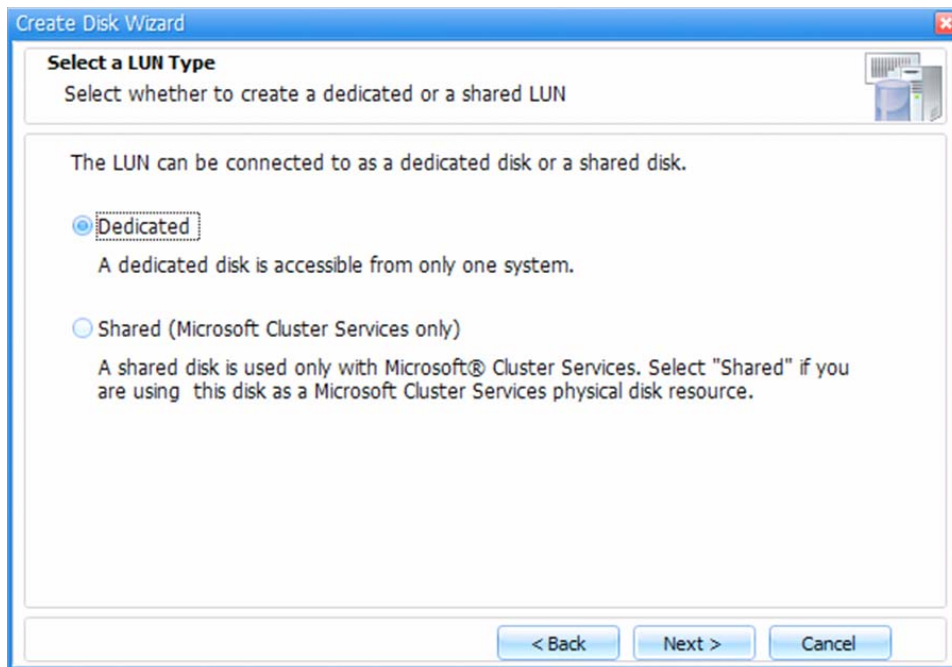 Create Disk Wizard
Select a LUN Type
Select whether to create a dedicated or a shared LUN
The LUN can be connected to as a dedicated disk or a shared disk.
Dedicated
A dedicated disk is accessible from only one system.
Shared (Microsoft Cluster Services only)
A shared disk is used only with Microsoft® Cluster Services. Select "Shared" if you
are using  this disk as a Microsoft Cluster Services physical disk resource.
< Back
Next >
Cancel